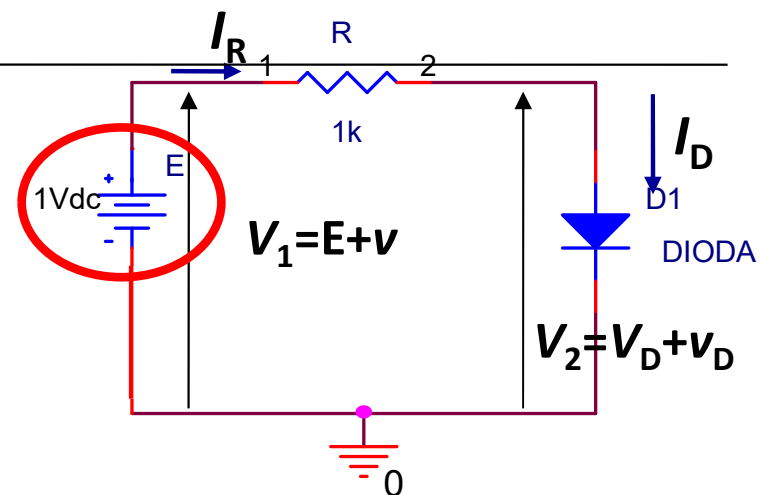 I_R
R
1
2
1k
I_D
+
E
1Vdc
-
D1
V_1=E+v
DIODA
V_2=V_D+v_D
0